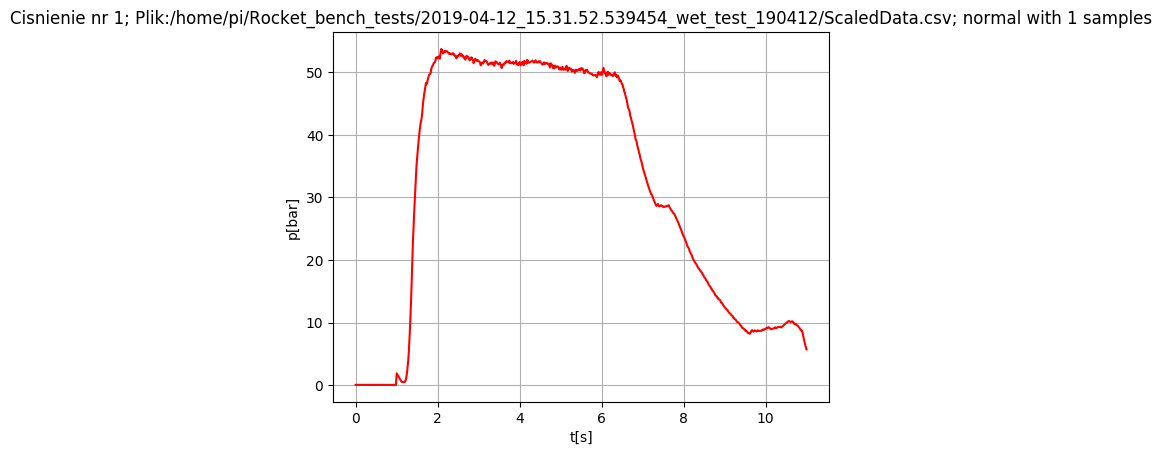 Cisnienie nr 1; Plik:/home/pi/Rocket_bench_tests/2019-04-12_15.31.52.539454_wet_test_190412/ScaledData.csv; normal with 1 samples
p[bar]
50
40
30
20
10
0
0 2 4 6 8 10
t[s]